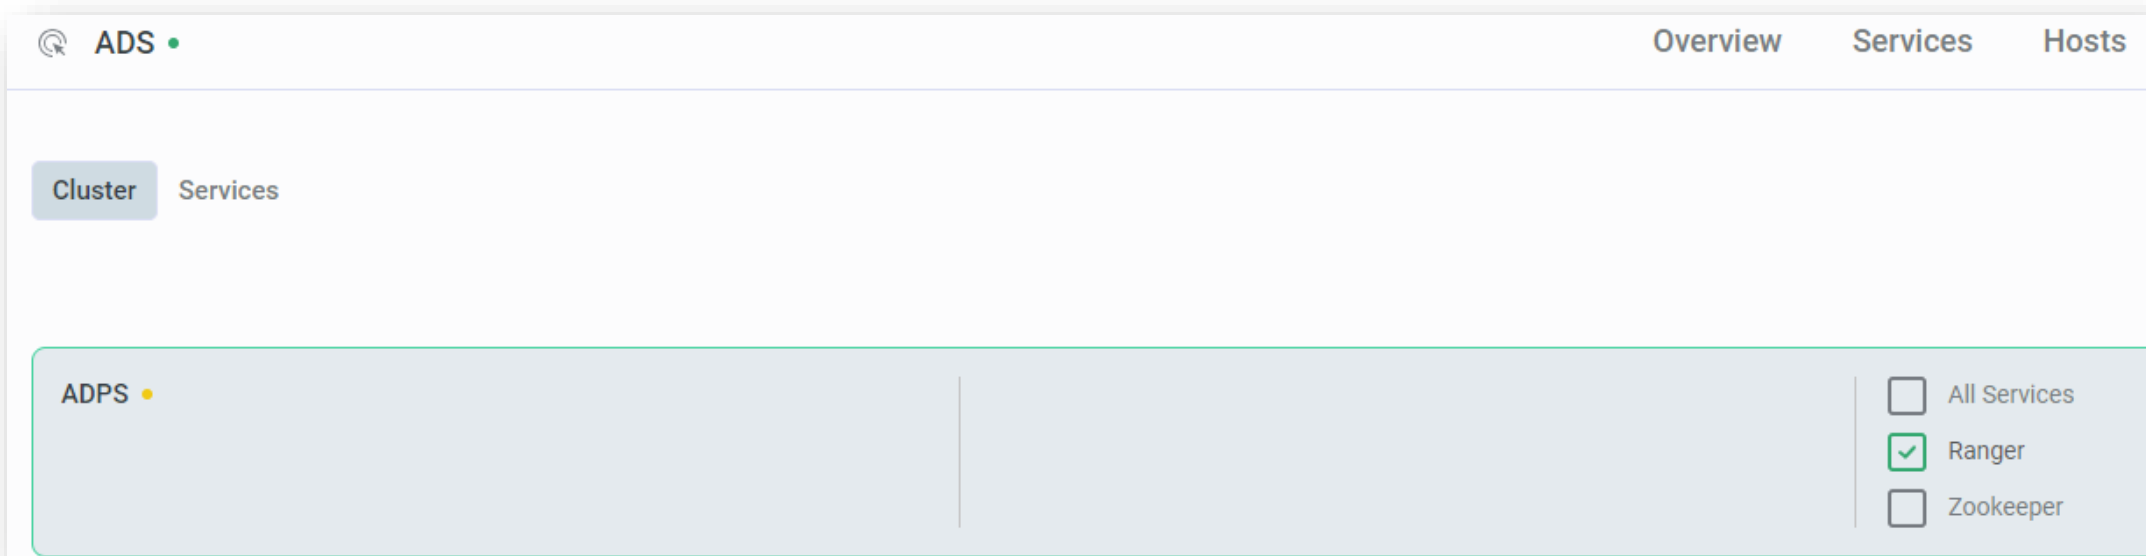 ADS Overview Services Hosts
Cluster Services
ADPS All Services
Ranger
Zookeeper